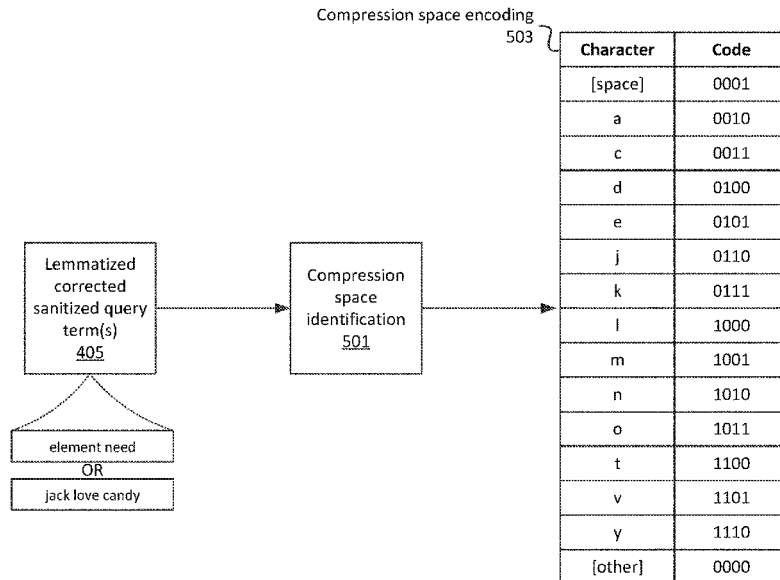 Compression space encoding
503
Character Code
[space] 0001
a 0010
c 0011
d 0100
e 0101
j 0110
k 0111
l 1000
m 1001
n 1010
o 1011
t 1100
v 1101
y 1110
[other] 0000
Lemmatized
corrected
sanitized query
term(s)
405
Compression
space
identification
501
element need
OR
jack love candy